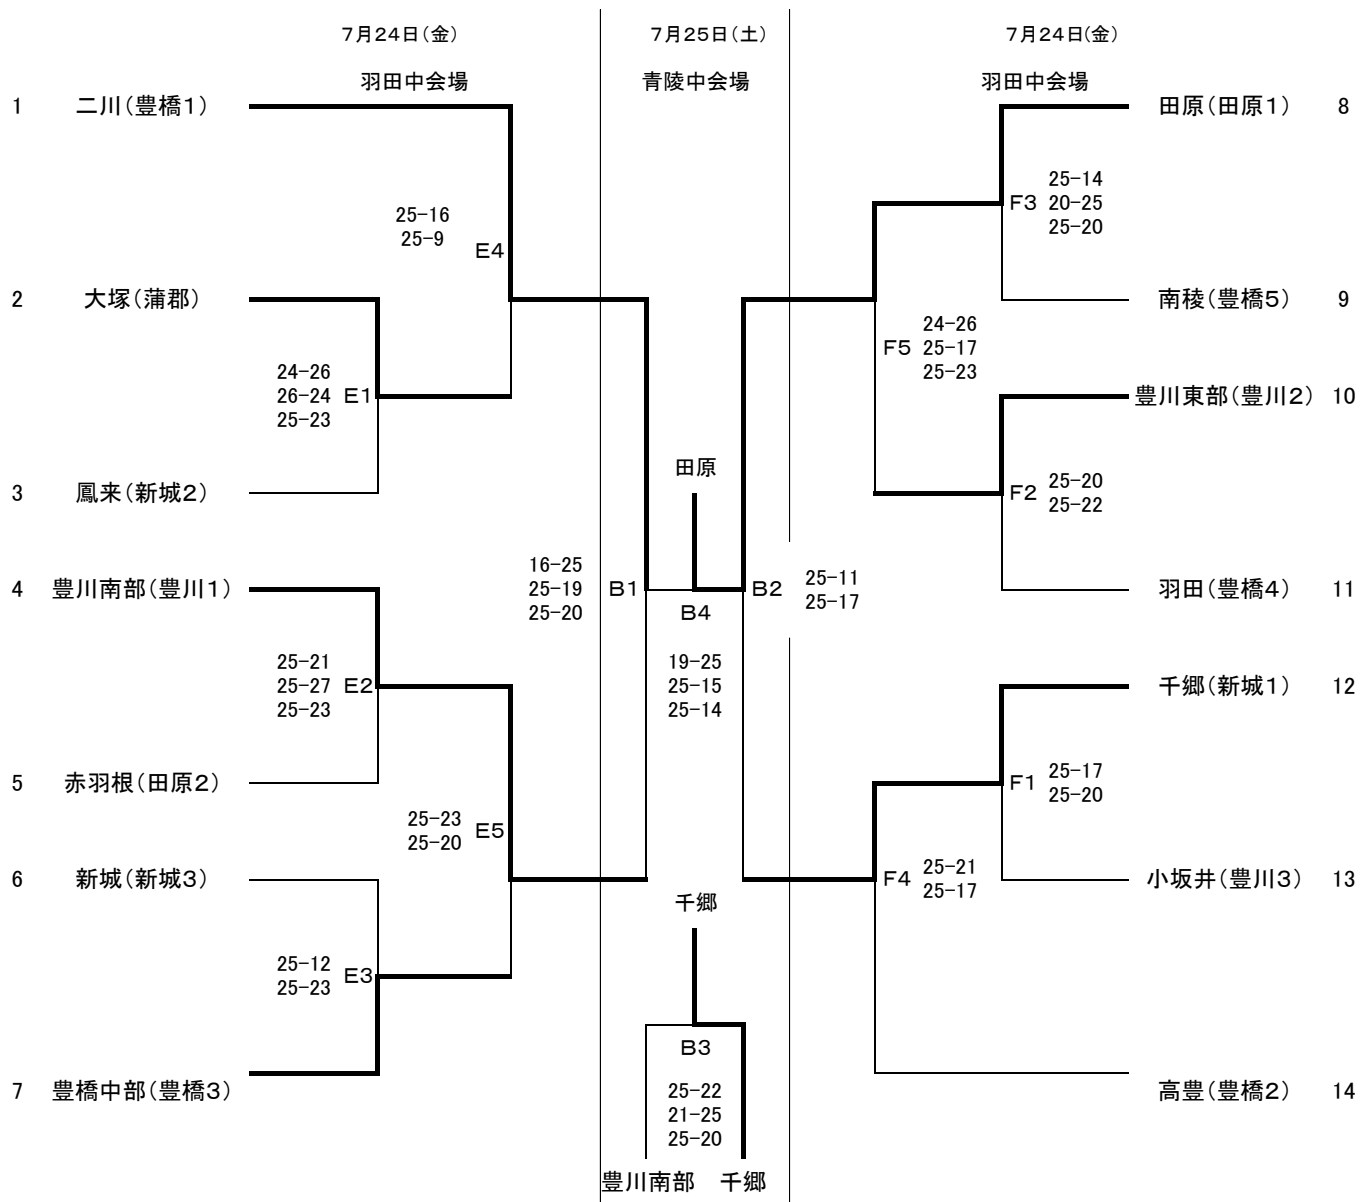 7月24日(金)
7月25日(土)
7月24日(金)
羽田中会場
青陵中会場
羽田中会場
1 二川(豊橋1)
田原(田原1) 8
25-14
F3 20-25
25-20
25-16
25-9
E4
2 大塚(蒲郡)
南稜(豊橋5) 9
24-26
F5 25-17
25-23
24-26
26-24 E1
25-23
豊川東部(豊川2) 10
田原
3 鳳来(新城2)
25-20
F2
25-22
16-25
25-19 B1
25-20
B2 25-11
25-17
4 豊川南部(豊川1)
羽田(豊橋4) 11
B4
19-25
25-15
25-14
25-21
25-27 E2
25-23
千郷(新城1) 12
5 赤羽根(田原2)
F1 25-17
25-20
25-23
25-20 E5
6 新城(新城3)
F4 25-21
25-17
小坂井(豊川3) 13
千郷
25-12
25-23 E3
B3
25-22
21-25
25-20
7 豊橋中部(豊橋3)
高豊(豊橋2) 14
豊川南部 千郷